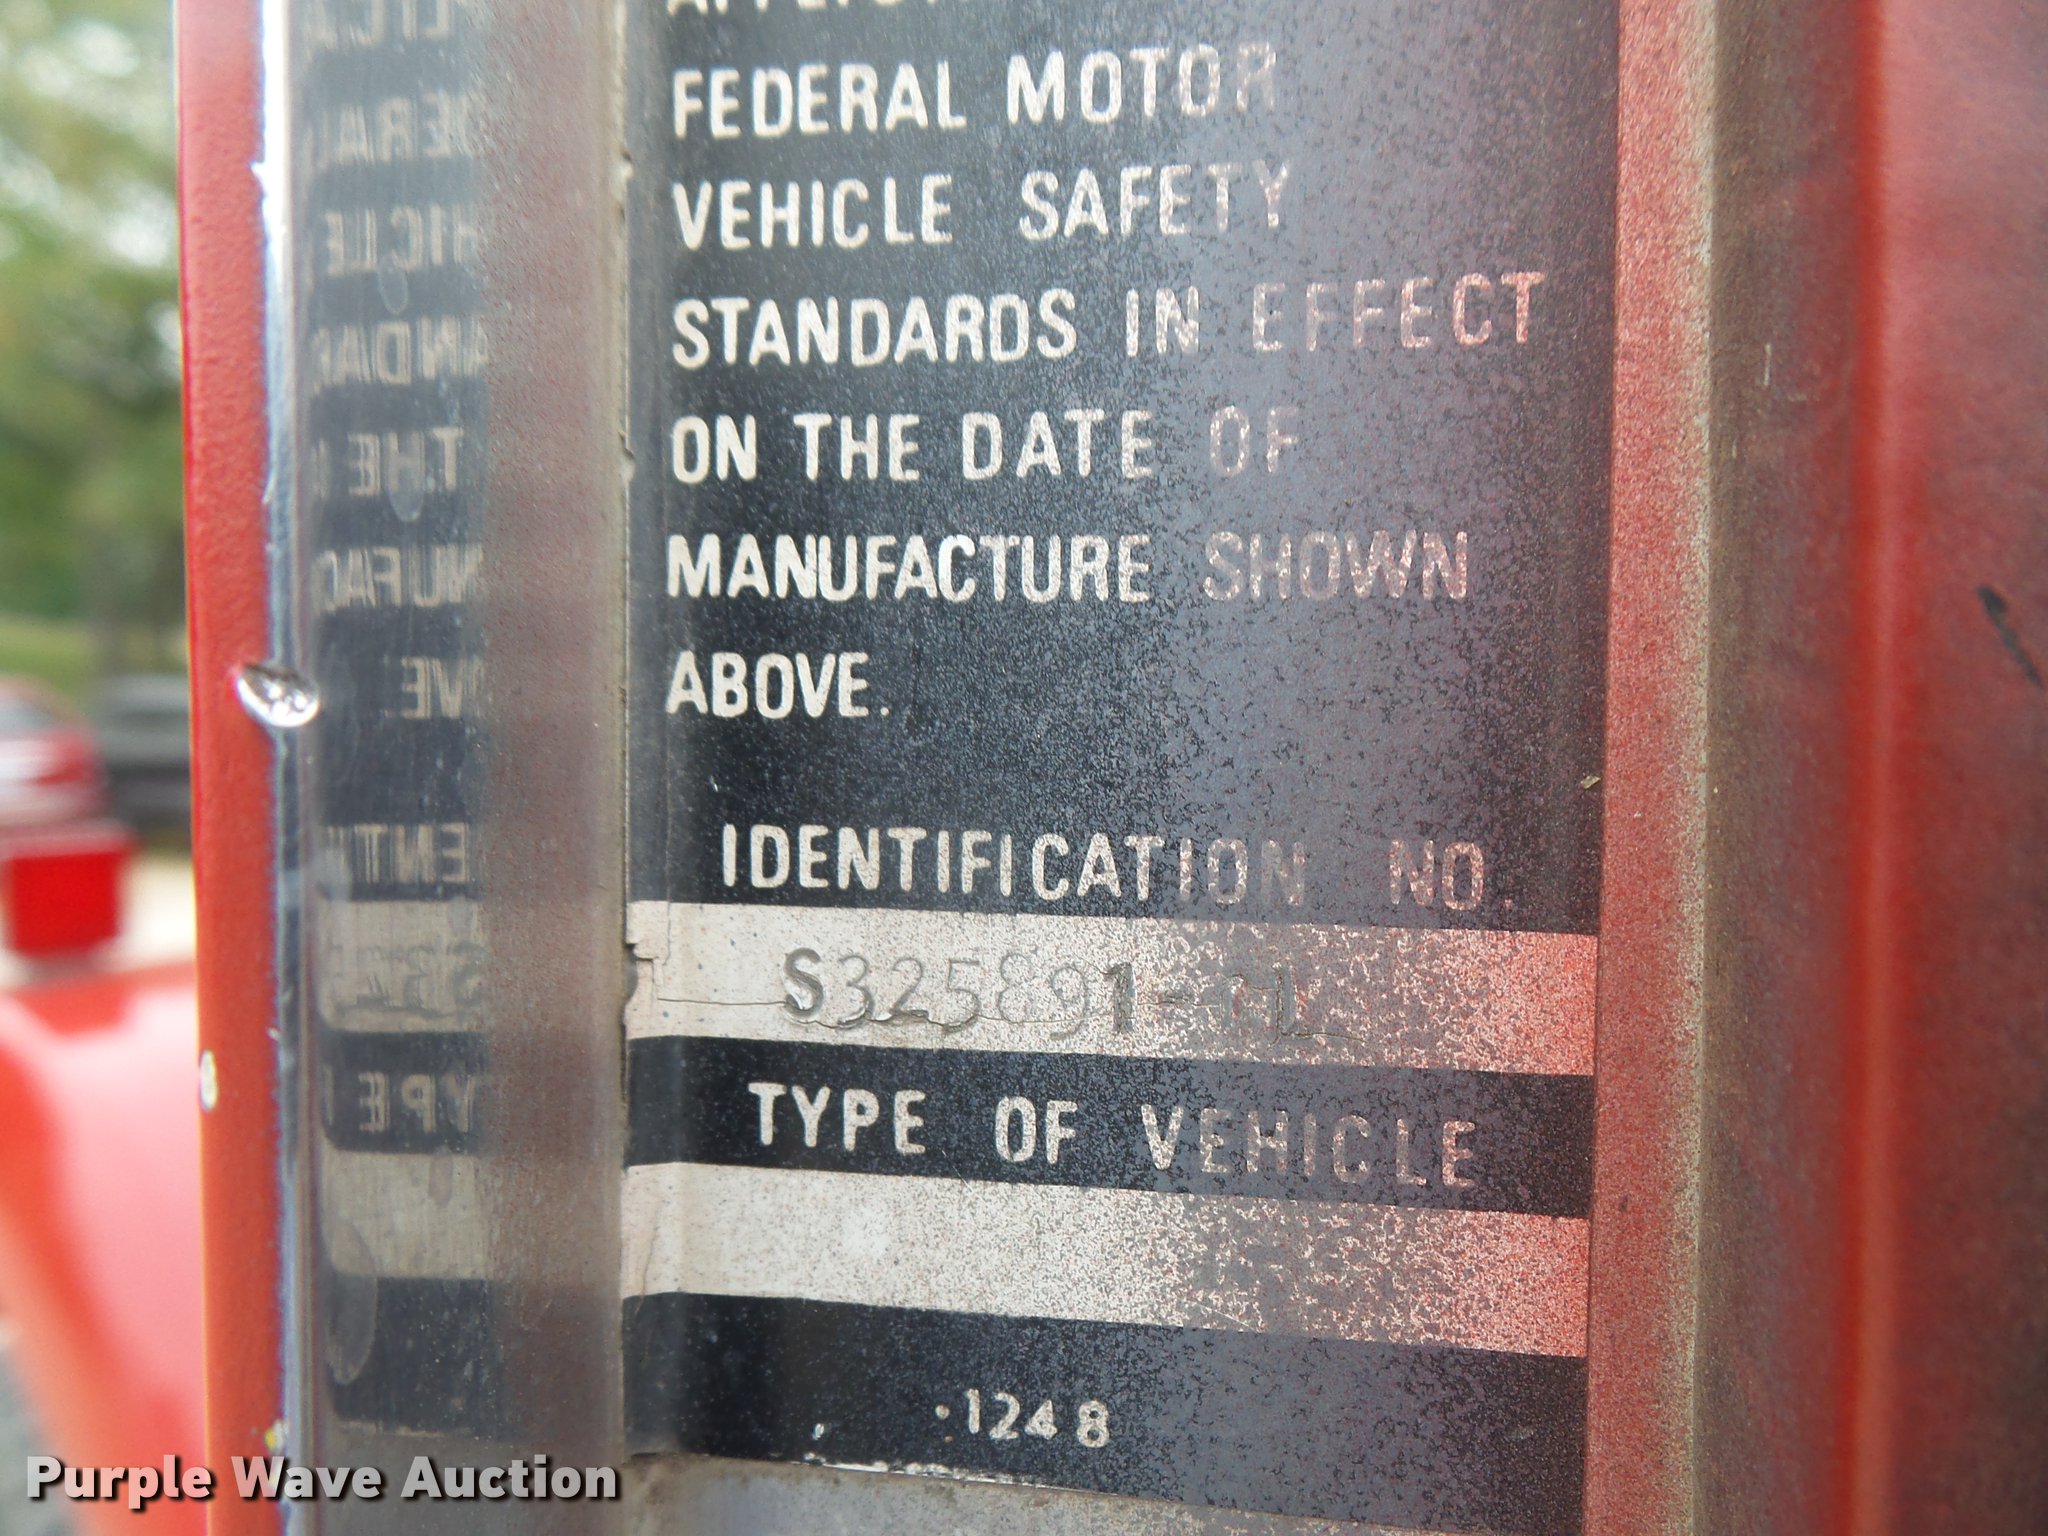 FEDERAL MOTOR
VEHICLE SAFETY
STANDARDS IN EFFECT
ON THE DATE OF
MANUFACTURE SHOWN
ABOVE.
IDENTIFICATION NO.
TYPE OF VEHICLE
1248
Purple Wave Auction